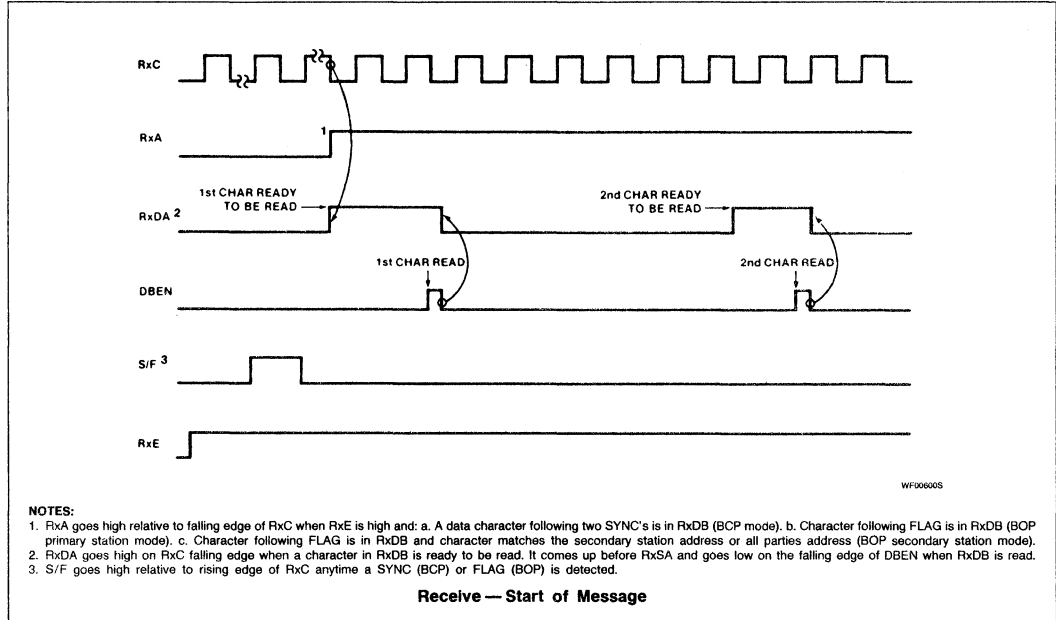 RxC
RxA
1
1st CHAR READY
TO BE READ
RxDA 2
2nd CHAR READY
TO BE READ
1st CHAR READ
2nd CHAR READ
DBEN
S/F 3
RxE
WF00600S
NOTES:
1. RxA goes high relative to falling edge of RxC when RxE is high and: a. A data character following two SYNC's is in RxDB (BCP mode). b. Character following FLAG is in RxDB (BOP
primary station mode). c. Character following FLAG is in RxDB and character matches the secondary station address or all parties address (BOP secondary station mode).
2. RxDA goes high on RxC falling edge when a character in RxDB is ready to be read. It comes up before RxSA and goes low on the falling edge of DBEN when RxDB is read.
3. S/F goes high relative to rising edge of RxC anytime a SYNC (BCP) or FLAG (BOP) is detected.
Receive — Start of Message